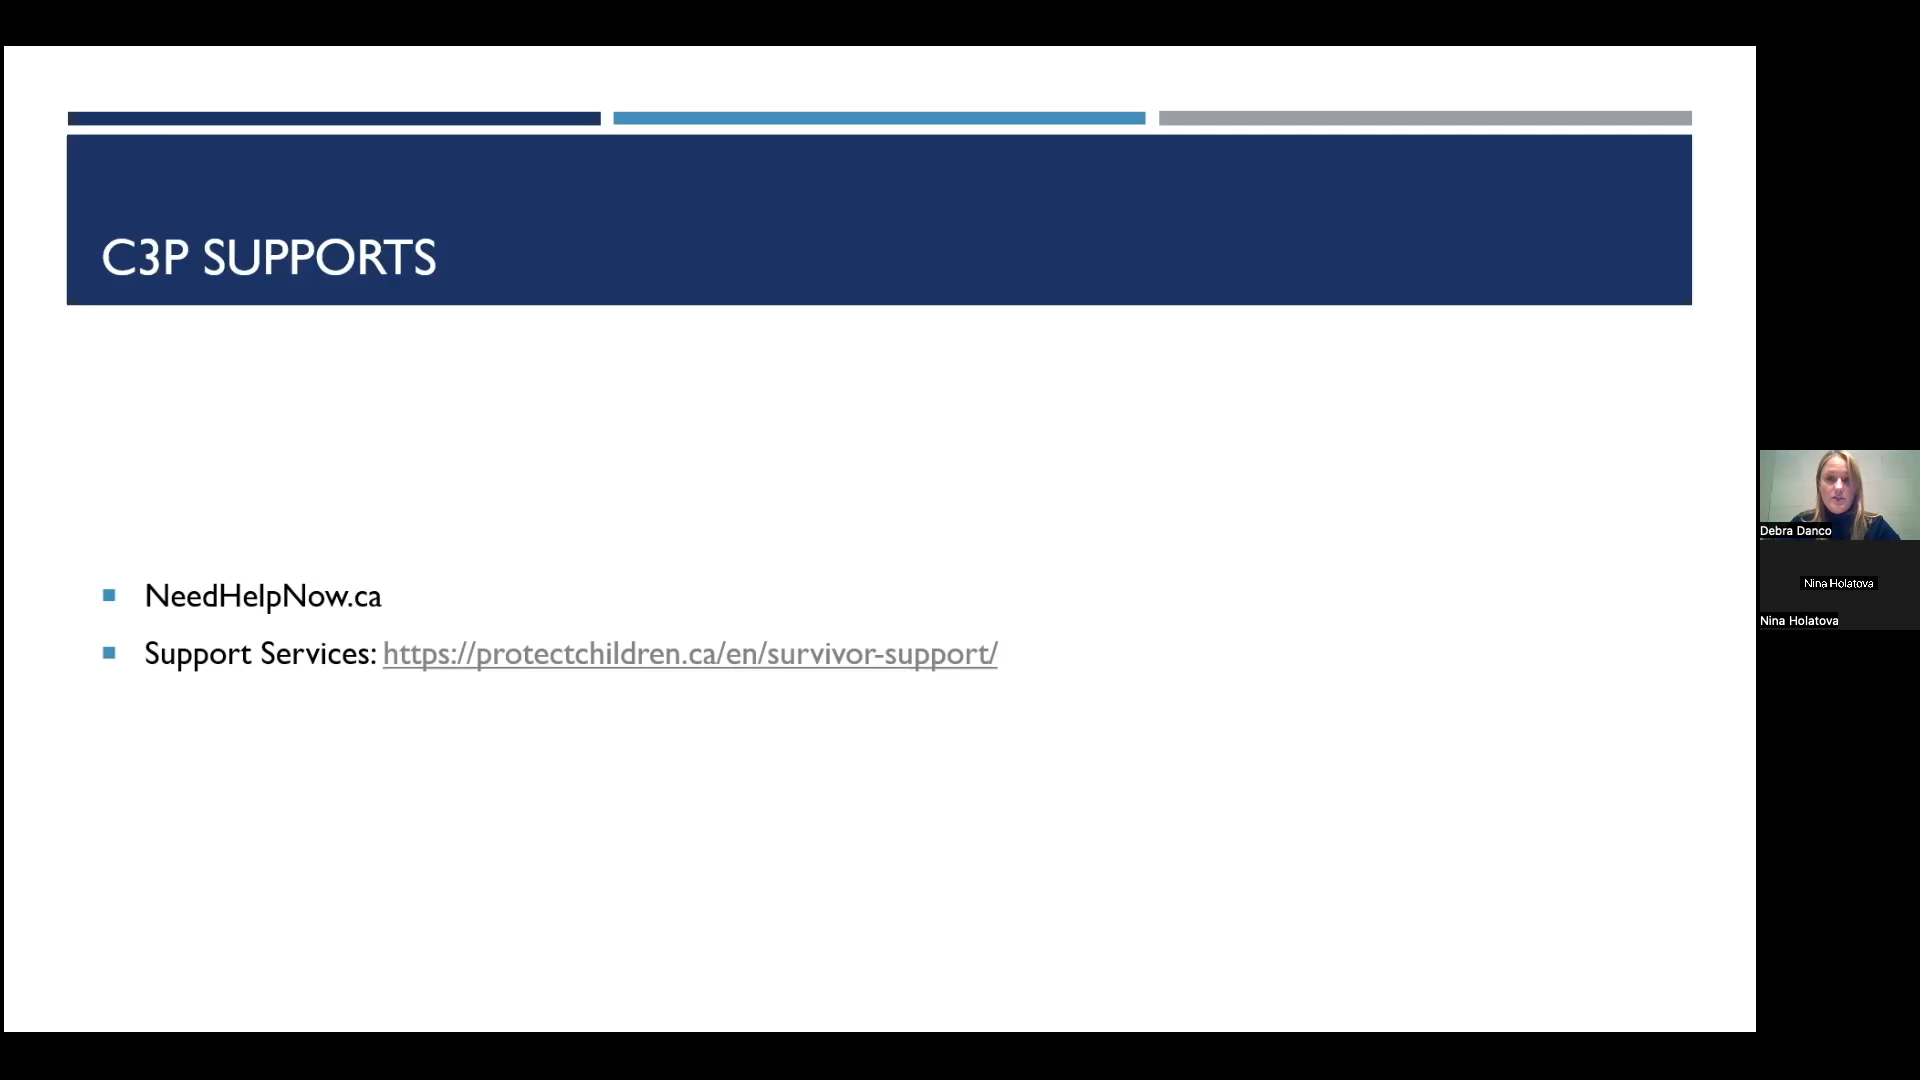 C3P SUPPORTS
NeedHelpNow.ca
Support Services: https://protectchildren.ca/en/survivor-support/
Debra Danco
Nina Holatova
Nina Holatova